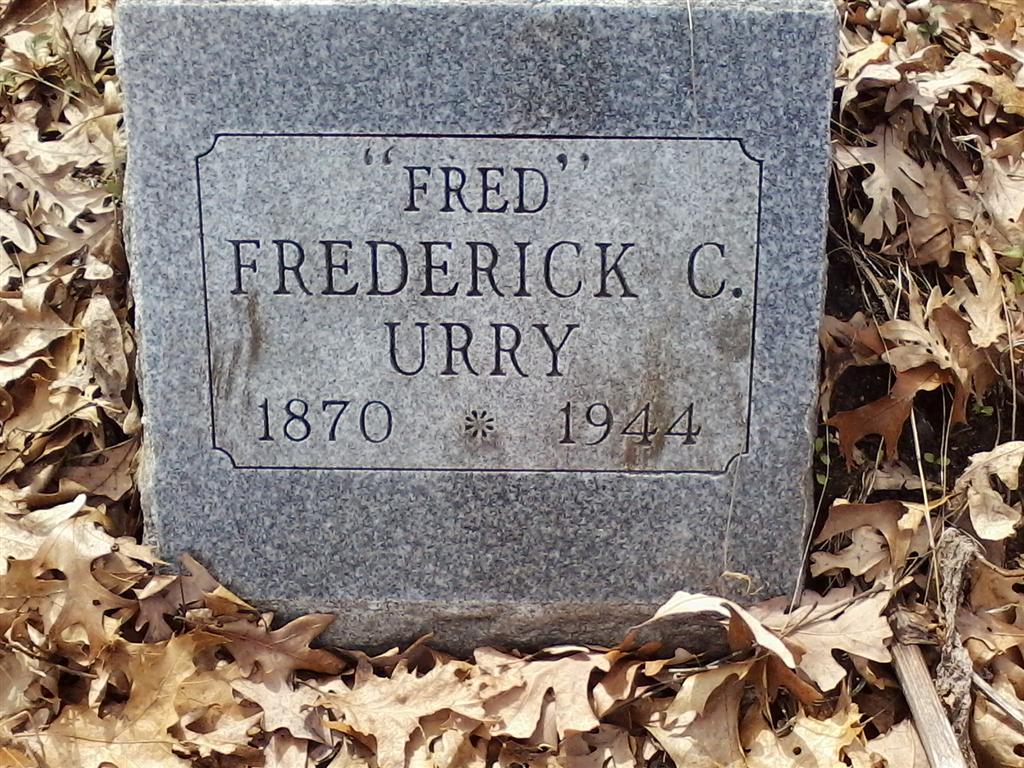 "FRED"
FREDERICK C.
URRY
1870 * 1944